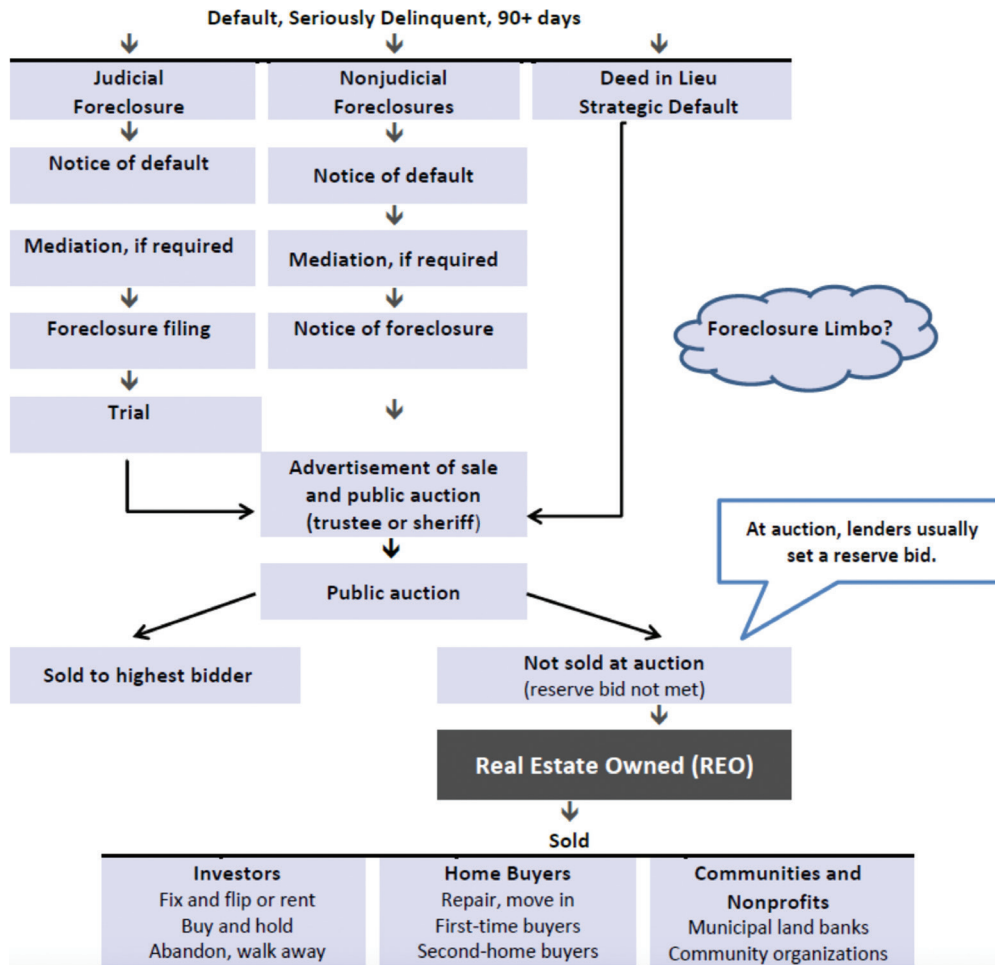 Default, Seriously Delinquent, 90+ days
Judicial
Foreclosure
Nonjudicial
Foreclosures
Deed in Lieu
Strategic Default
Notice of default
Notice of default
Mediation, if required
Mediation, if required
Foreclosure filing
Notice of foreclosure
Foreclosure Limbo?
Trial
Advertisement of sale
and public auction
(trustee or sheriff)
At auction, lenders usually
set a reserve bid.
Public auction
Sold to highest bidder
Not sold at auction
(reserve bid not met)
Real Estate Owned (REO)
Sold
Investors
Fix and flip or rent
Buy and hold
Abandon, walk away
Home Buyers
Repair, move in
First-time buyers
Second-home buyers
Communities and
Nonprofits
Municipal land banks
Community organizations